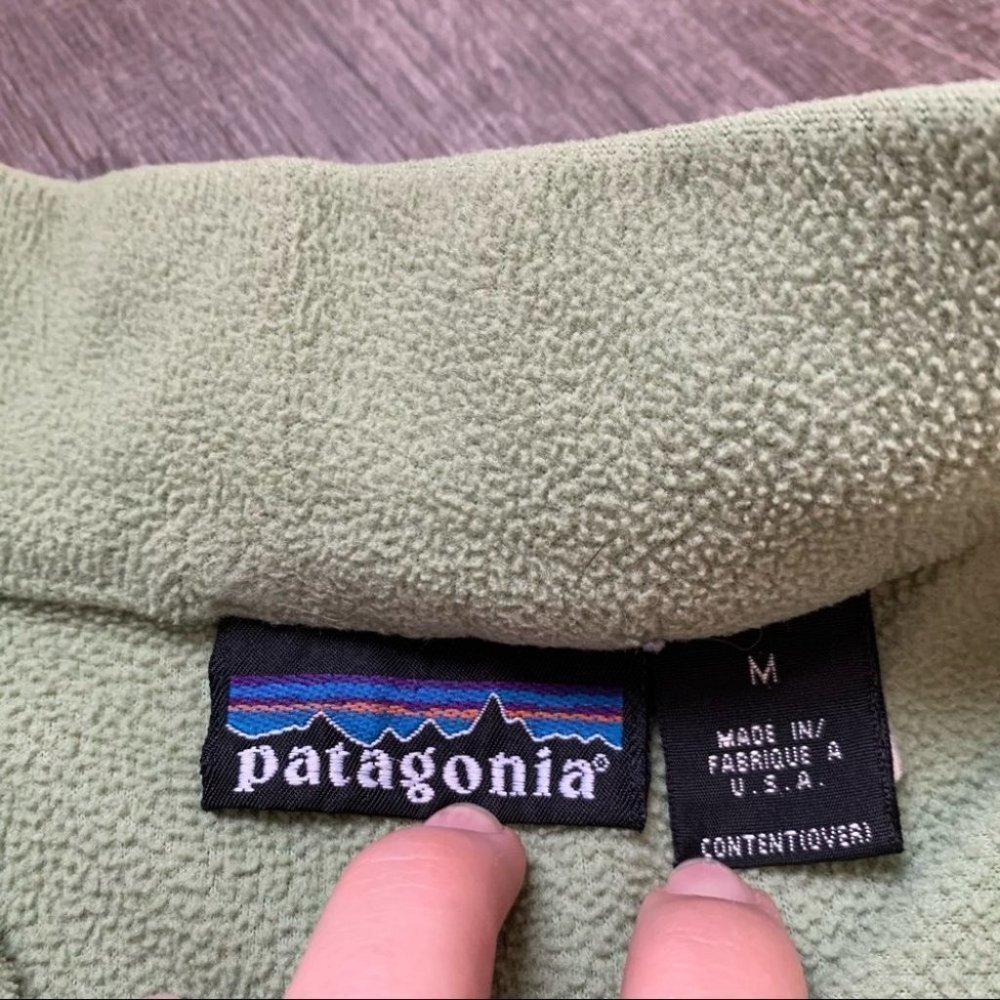 patagonia®
M
MADE IN/
FABRIQUE A
U.S.A.
CONTENT(OVER)